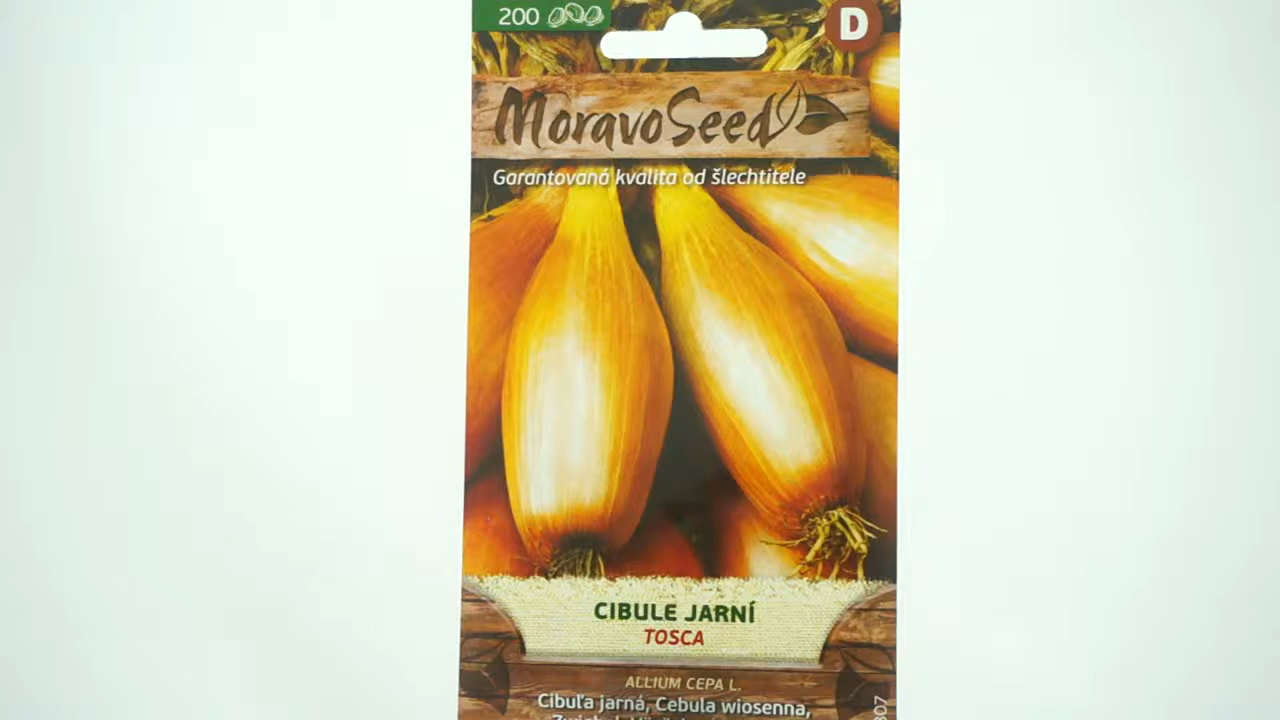 200
D
MoravoSeed
Garantovaná kvalita od šlechtitele
CIBULE JARNÍ
TOSCA
ALLIUM CEPA L.
Cibuľa jarná, Cebula wiosenna,